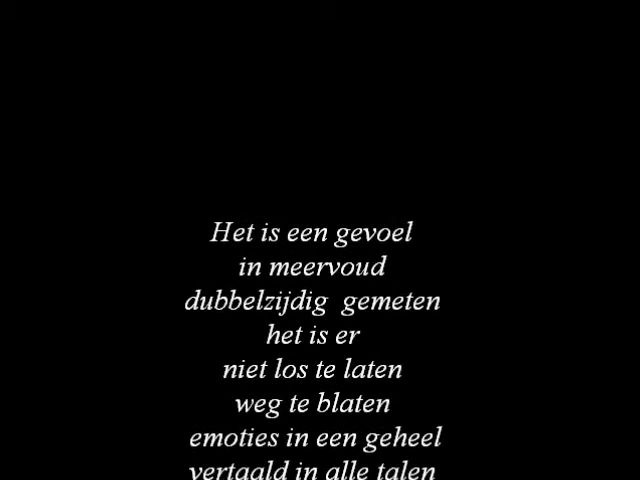 Het is een gevoel
in meervoud
dubbelzijdig gemeten
het is er
niet los te laten
weg te blaten
emoties in een geheel
vertaald in alle talen